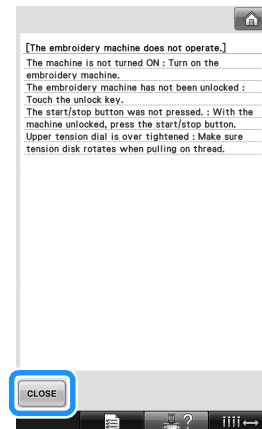 [The embroidery machine does not operate.]
The machine is not turned ON : Turn on the
embroidery machine.
The embroidery machine has not been unlocked :
Touch the unlock key.
The start/stop button was not pressed. : With the
machine unlocked, press the start/stop button.
Upper tension dial is over tightened : Make sure
tension disk rotates when pulling on thread.
CLOSE
?